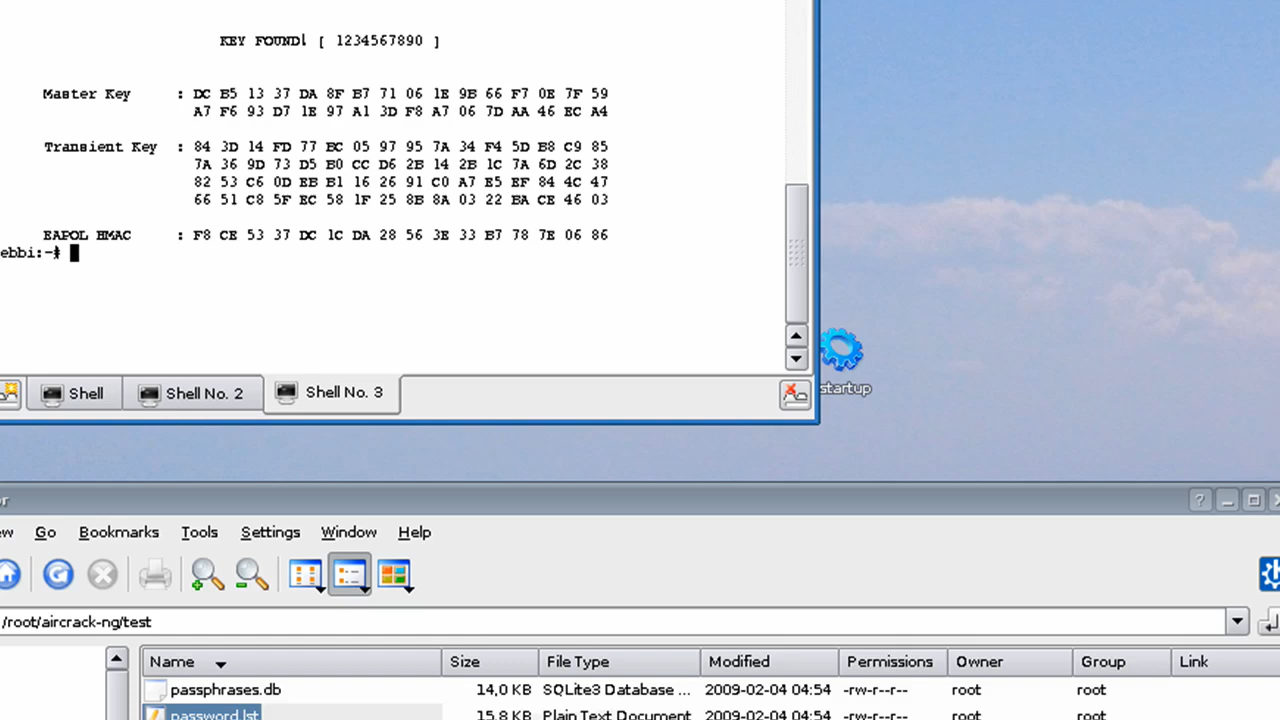 KEY FOUND! [ 1234567890 ]
Master Key : DC B5 13 37 DA 8F B7 71 06 1E 9B 66 F7 0E 7F 59
A7 F6 93 D7 1E 97 A1 3D F8 A7 06 7D AA 46 EC A4
Transient Key : 84 3D 14 FD 77 BC 05 97 95 7A 34 F4 5D B8 C9 85
7A 36 9D 73 D5 B0 CC D6 2B 14 2B 1C 7A 6D 2C 38
82 53 C6 0D EB B1 16 26 91 C0 A7 E5 EF 84 4C 47
66 51 C8 5F EC 58 1F 25 8B 8A 03 22 BA CE 46 03
EAPOL HMAC : F8 CE 53 37 DC 1C DA 28 56 3E 33 B7 78 7E 06 86
ebbi:~#
startup
Shell Shell No. 2 Shell No. 3
r
ew Go Bookmarks Tools Settings Window Help
/root/aircrack-ng/test
Name Size File Type Modified Permissions Owner Group Link
passphrases.db 14,0 KB SQLite3 Database ... 2009-02-04 04:54 -rw-r--r-- root root
password.lst 15,8 KB Plain Text Document 2009-02-04 04:54 -rw-r--r-- root root